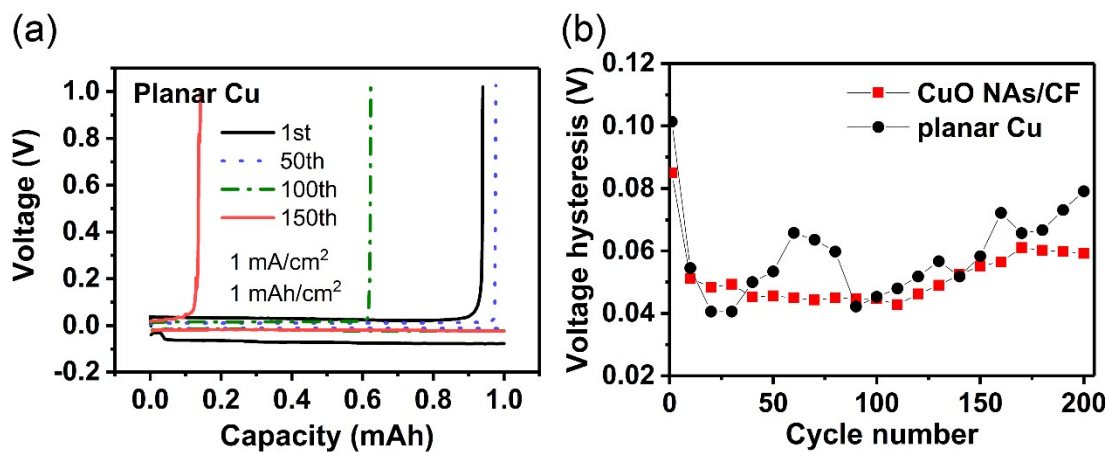 (a)
Planar Cu
1st
50th
100th
150th
1 mA/cm²
1 mAh/cm²
1.0
0.8
0.6
0.4
0.2
0.0
-0.2
Voltage (V)
0.0 0.2 0.4 0.6 0.8 1.0
Capacity (mAh)
(b)
CuO NAs/CF
planar Cu
0.12
0.10
0.08
0.06
0.04
0.02
Voltage hysteresis (V)
0 50 100 150 200
Cycle number